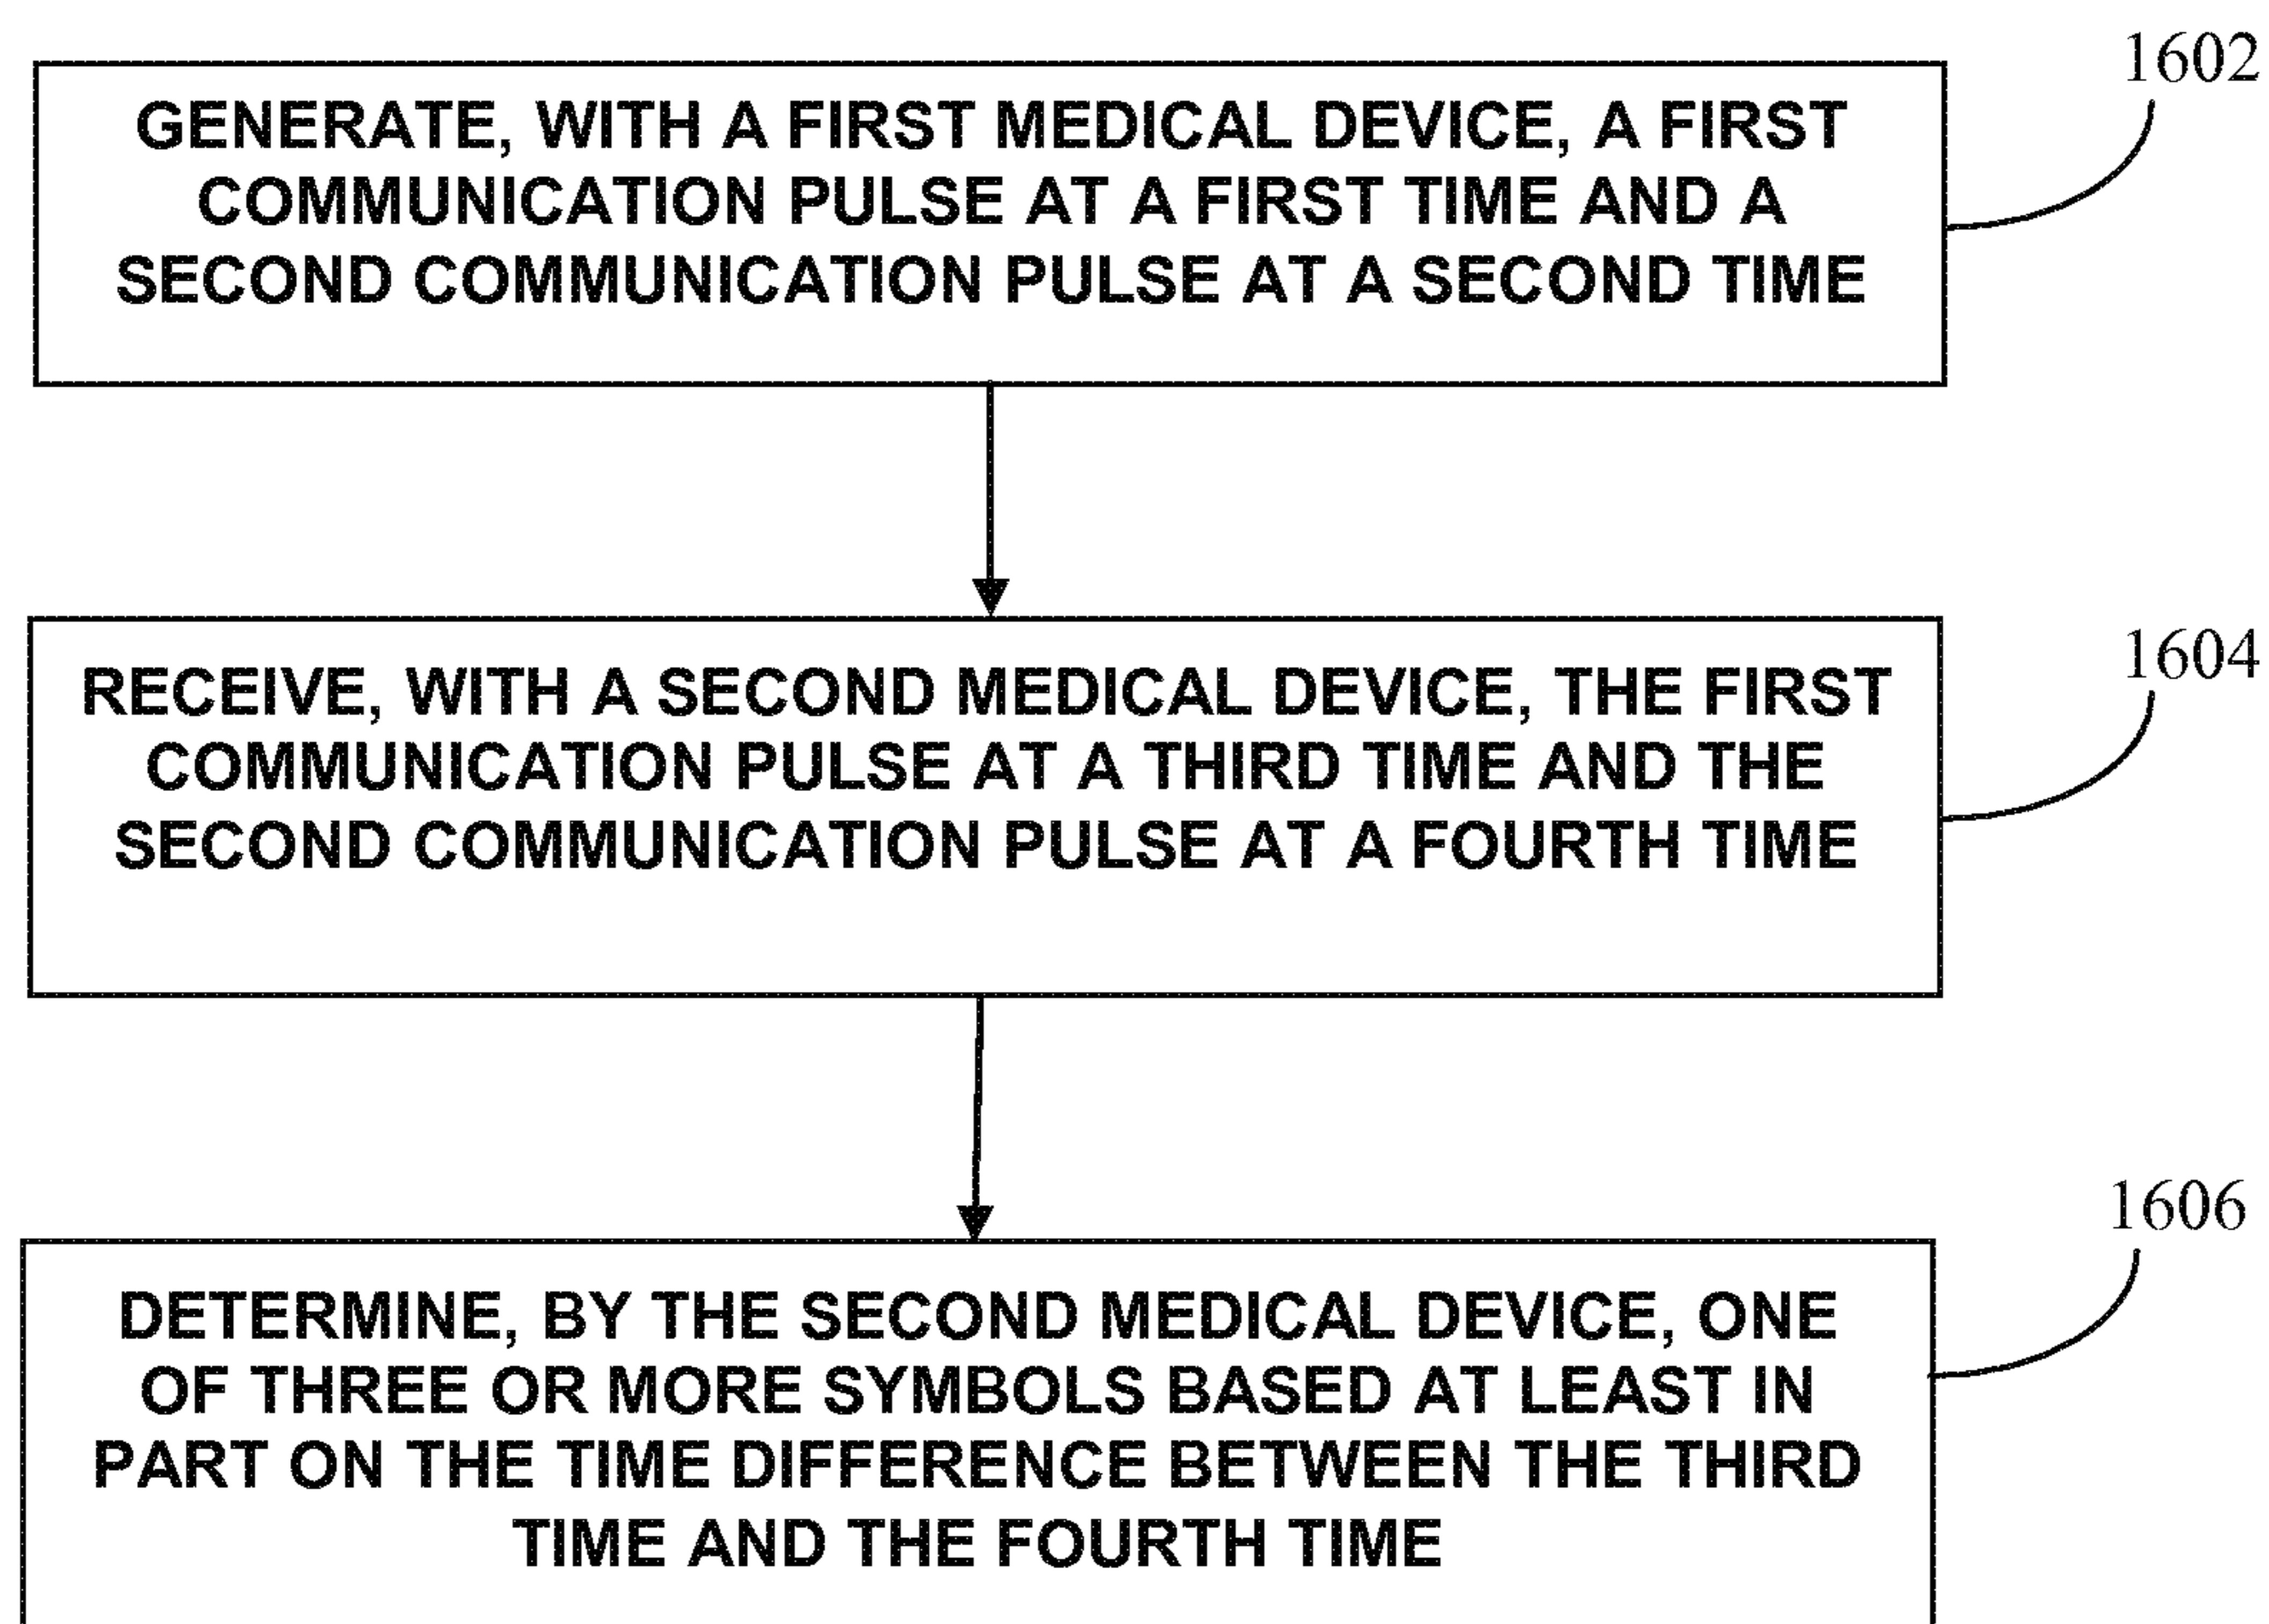 1602
GENERATE, WITH A FIRST MEDICAL DEVICE, A FIRST
COMMUNICATION PULSE AT A FIRST TIME AND A
SECOND COMMUNICATION PULSE AT A SECOND TIME
1604
RECEIVE, WITH A SECOND MEDICAL DEVICE, THE FIRST
COMMUNICATION PULSE AT A THIRD TIME AND THE
SECOND COMMUNICATION PULSE AT A FOURTH TIME
1606
DETERMINE, BY THE SECOND MEDICAL DEVICE, ONE
OF THREE OR MORE SYMBOLS BASED AT LEAST IN
PART ON THE TIME DIFFERENCE BETWEEN THE THIRD
TIME AND THE FOURTH TIME